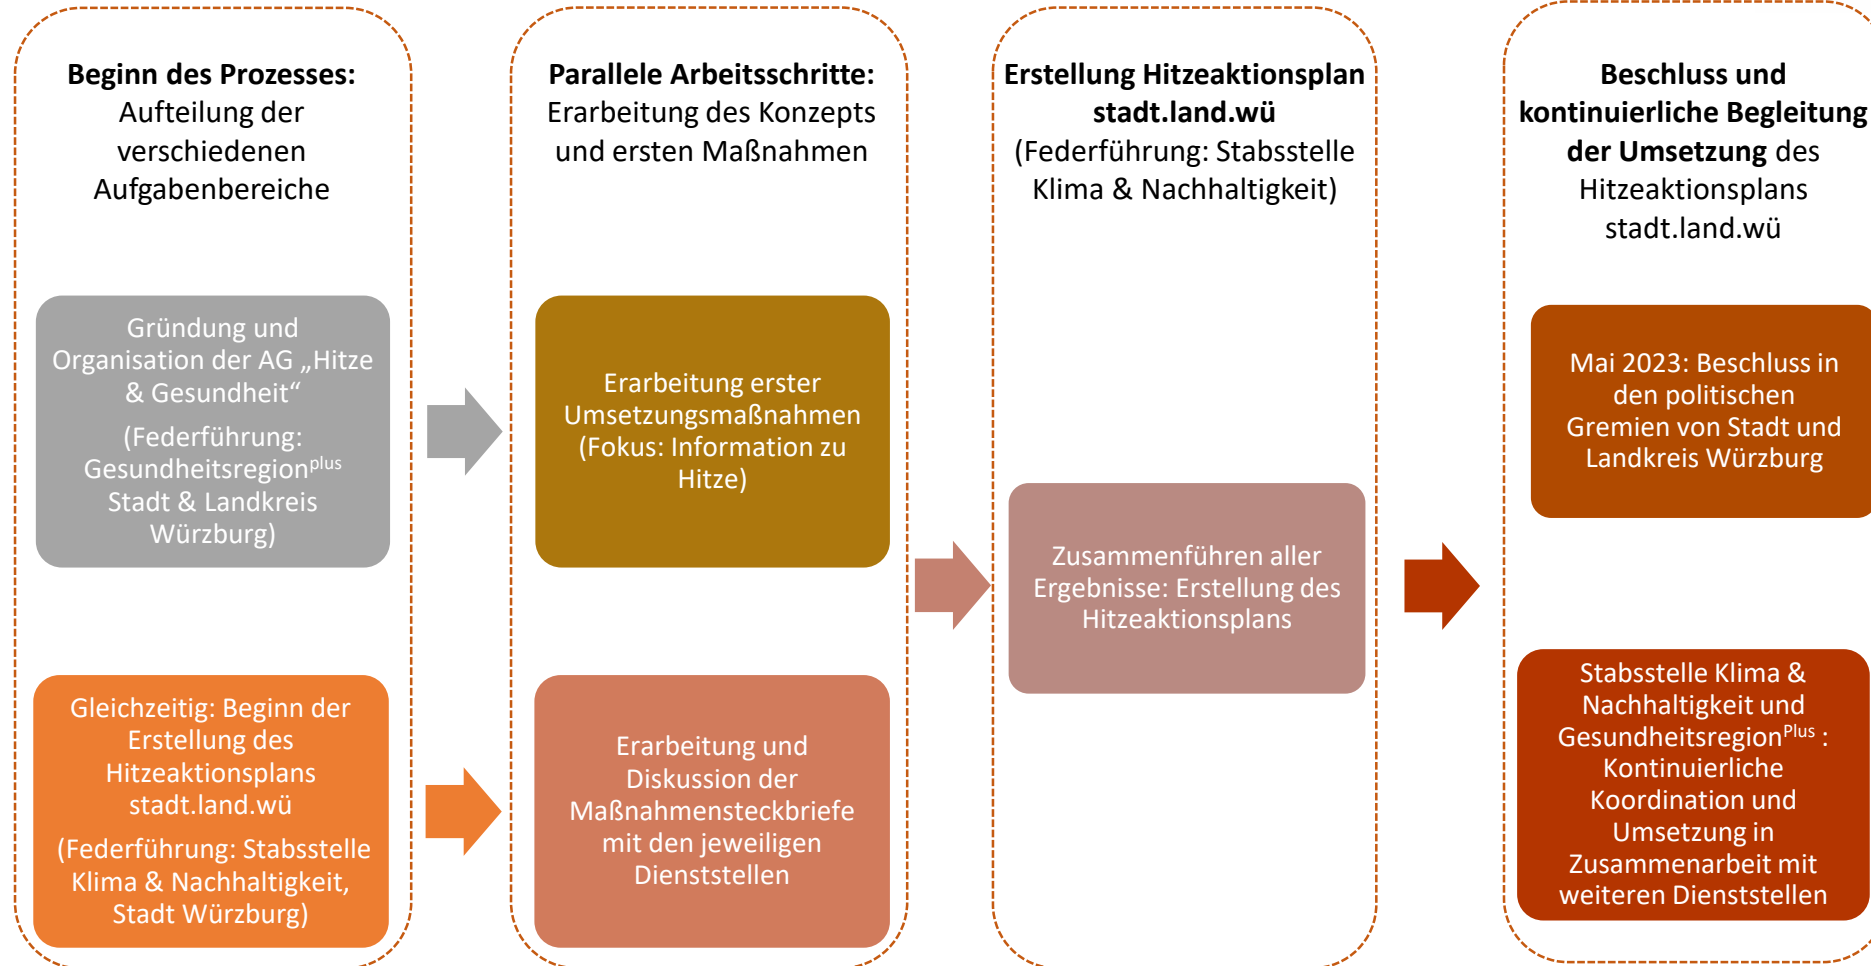 Beginn des Prozesses:
Aufteilung der
verschiedenen
Aufgabenbereiche
Gründung und
Organisation der AG „Hitze
& Gesundheit“
(Federführung:
Gesundheitsregionplus
Stadt & Landkreis
Würzburg)
Gleichzeitig: Beginn der
Erstellung des
Hitzeaktionsplans
stadt.land.wü
(Federführung: Stabsstelle
Klima & Nachhaltigkeit,
Stadt Würzburg)
Parallele Arbeitsschritte:
Erarbeitung des Konzepts
und ersten Maßnahmen
Erarbeitung erster
Umsetzungsmaßnahmen
(Fokus: Information zu
Hitze)
Erarbeitung und
Diskussion der
Maßnahmensteckbriefe
mit den jeweiligen
Dienststellen
Erstellung Hitzeaktionsplan
stadt.land.wü
(Federführung: Stabsstelle
Klima & Nachhaltigkeit)
Zusammenführen aller
Ergebnisse: Erstellung des
Hitzeaktionsplans
Beschluss und
kontinuierliche Begleitung
der Umsetzung des
Hitzeaktionsplans
stadt.land.wü
Mai 2023: Beschluss in
den politischen
Gremien von Stadt und
Landkreis Würzburg
Stabsstelle Klima &
Nachhaltigkeit und
GesundheitsregionPlus :
Kontinuierliche
Koordination und
Umsetzung in
Zusammenarbeit mit
weiteren Dienststellen